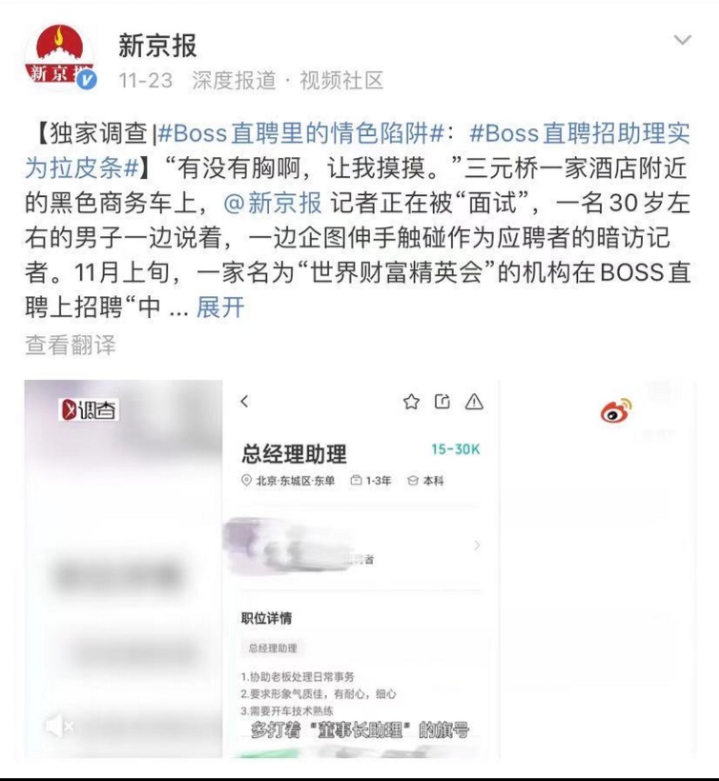 新京报
新京报
11-23 深度报道 · 视频社区
【独家调查|#Boss直聘里的情色陷阱#：#Boss直聘招助理实
为拉皮条#】“有没有胸啊，让我摸摸。”三元桥一家酒店附近
的黑色商务车上，@新京报 记者正在被“面试”，一名30岁左
右的男子一边说着，一边企图伸手触碰作为应聘者的暗访记
者。11月上旬，一家名为“世界财富精英会”的机构在BOSS直
聘上招聘“中 ... 展开
查看翻译
调查
总经理助理 15-30K
北京·东城区·东单 1-3年 本科
者
职位详情
总经理助理
1.协助老板处理日常事务
2.要求形象气质佳，有耐心，细心
3.需要开车技术熟练
多打着“董事长助理”的旗号